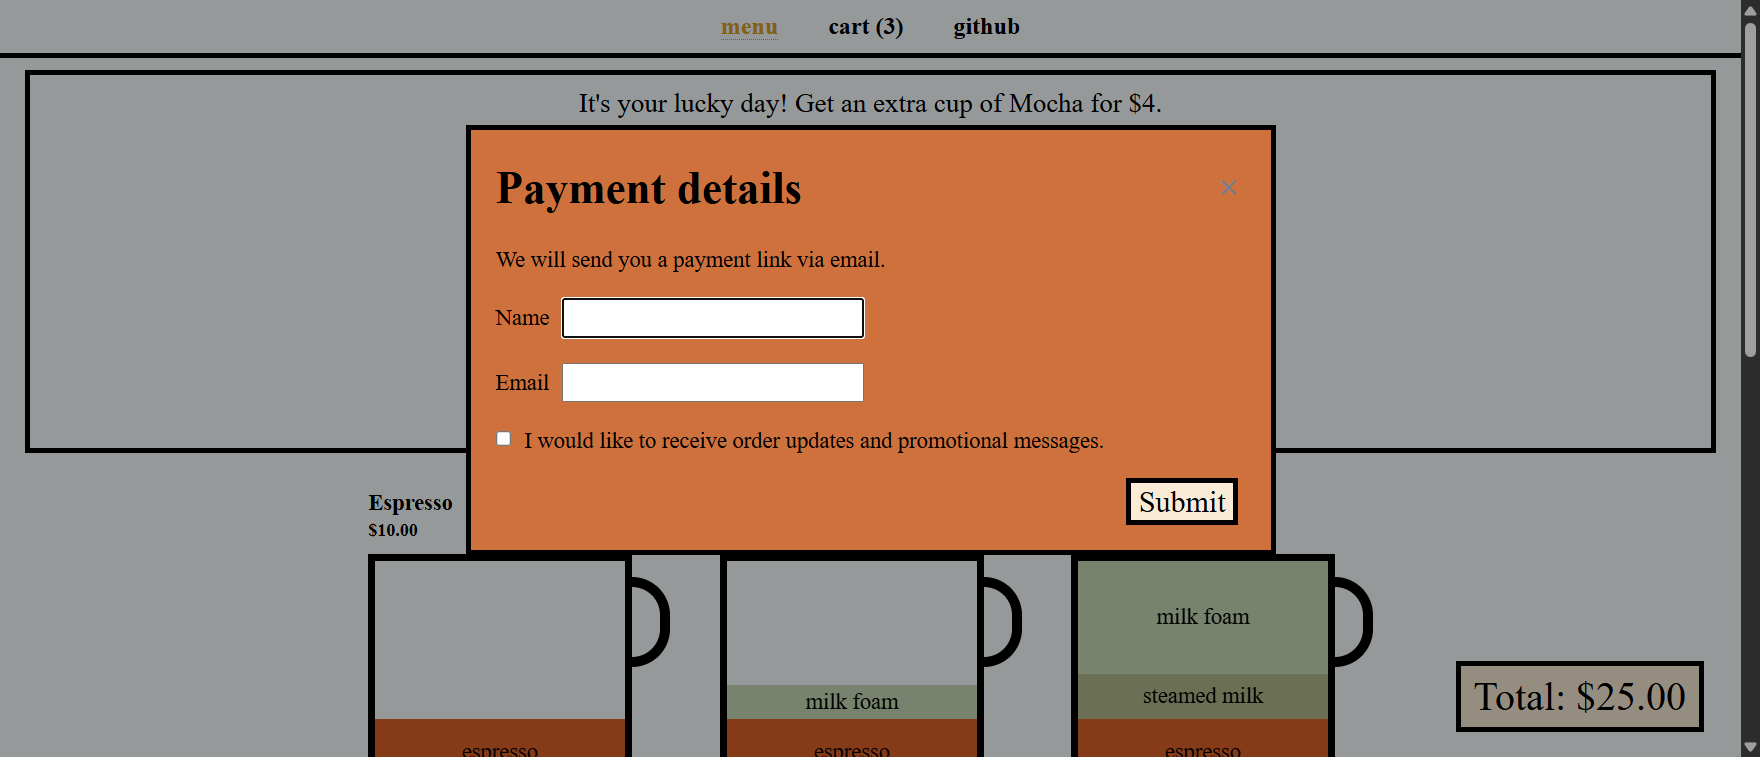 menu cart (3) github
It's your lucky day! Get an extra cup of Mocha for $4.
Payment details ×
We will send you a payment link via email.
Name
Email
I would like to receive order updates and promotional messages.
Submit
Espresso
$10.00
milk foam
steamed milk
milk foam
espresso espresso espresso
Total: $25.00